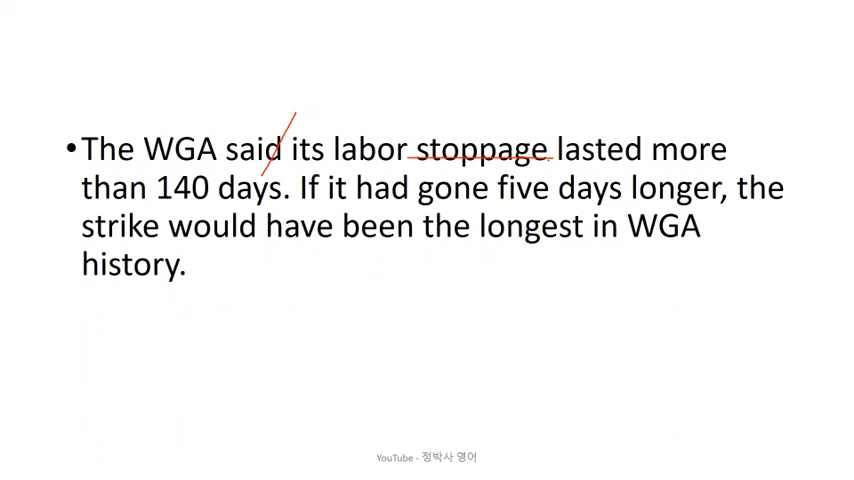 •The WGA said its labor stoppage lasted more
than 140 days. If it had gone five days longer, the
strike would have been the longest in WGA
history.
YouTube - 정박사 영어